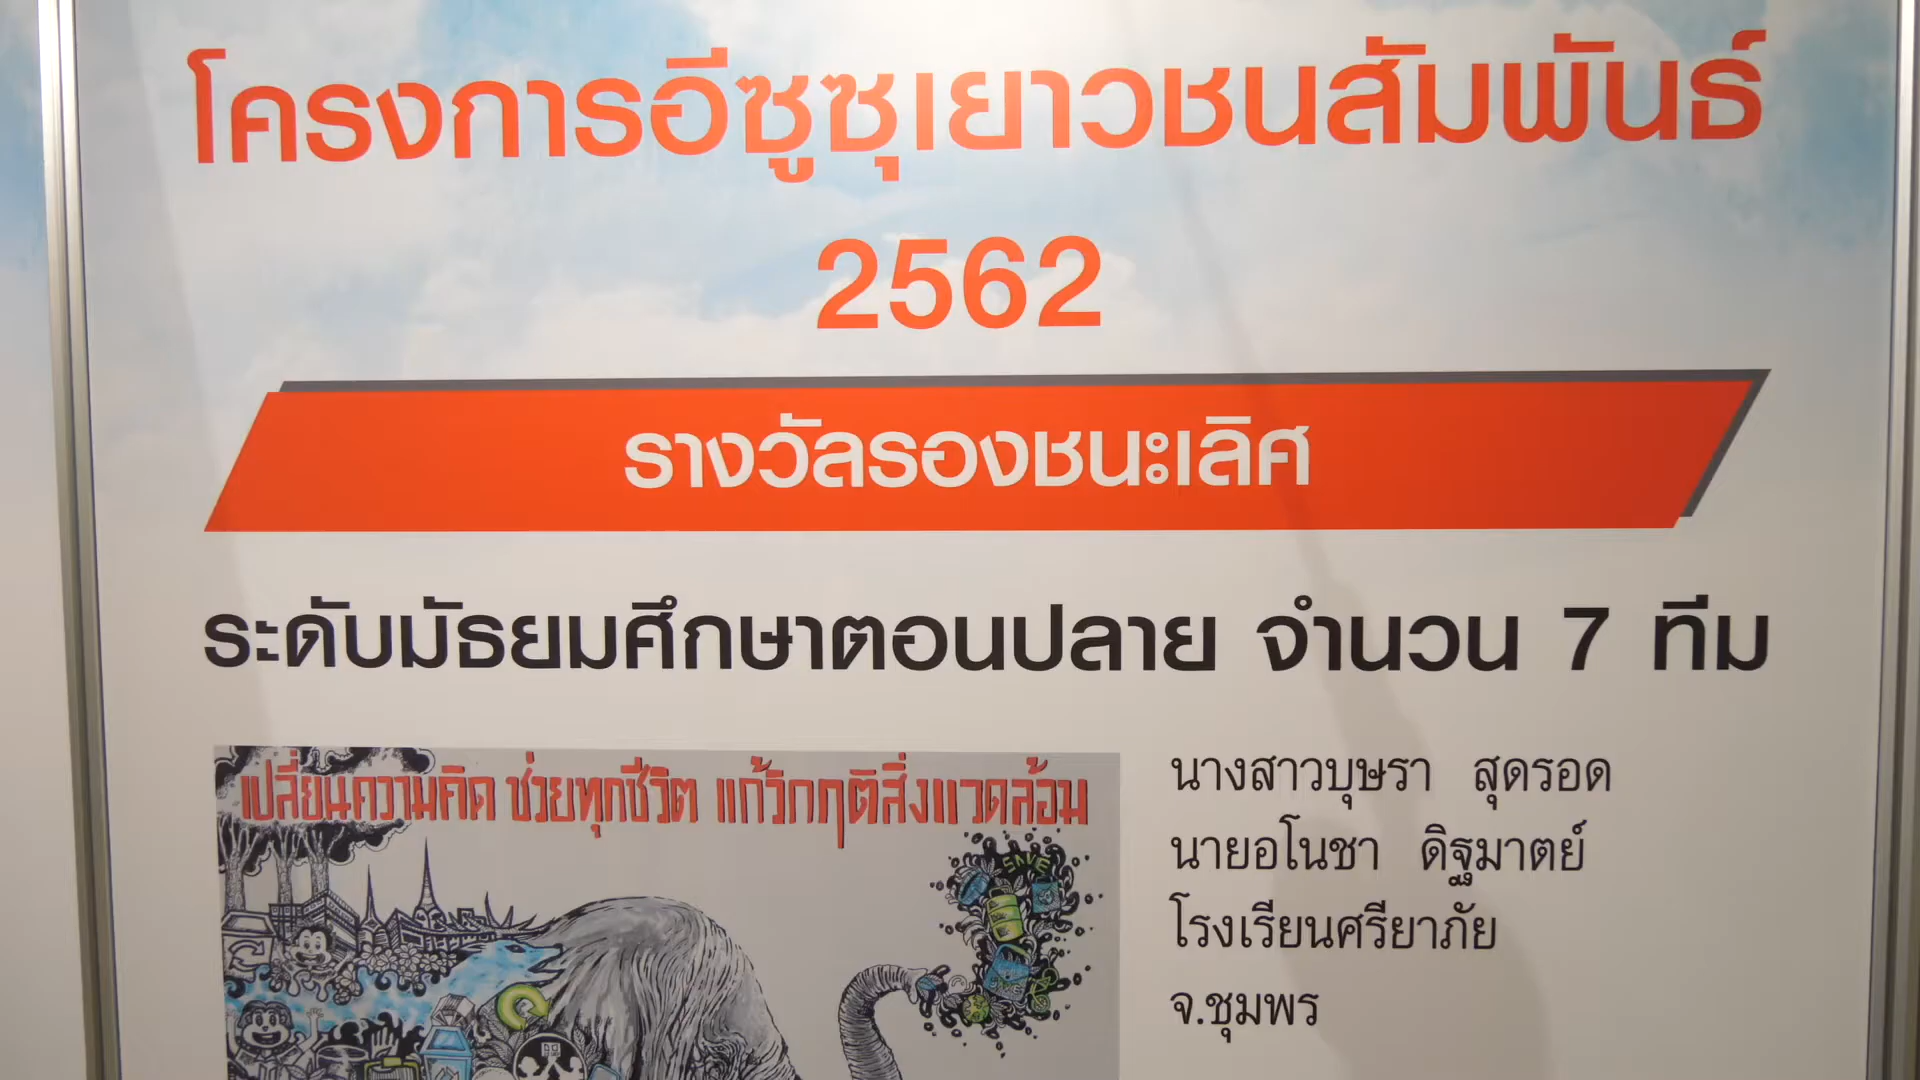 โครงการอีซูซุเยาวชนสัมพันธ์
2562
รางวัลรองชนะเลิศ
ระดับมัธยมศึกษาตอนปลาย จำนวน 7 ทีม
เปลี่ยนความคิด ช่วยทุกชีวิต แก้วิกฤติสิ่งแวดล้อม
SAVE
นางสาวบุษรา สุดรอด
นายอโนชา ดิฐมาตย์
โรงเรียนศรียาภัย
จ.ชุมพร